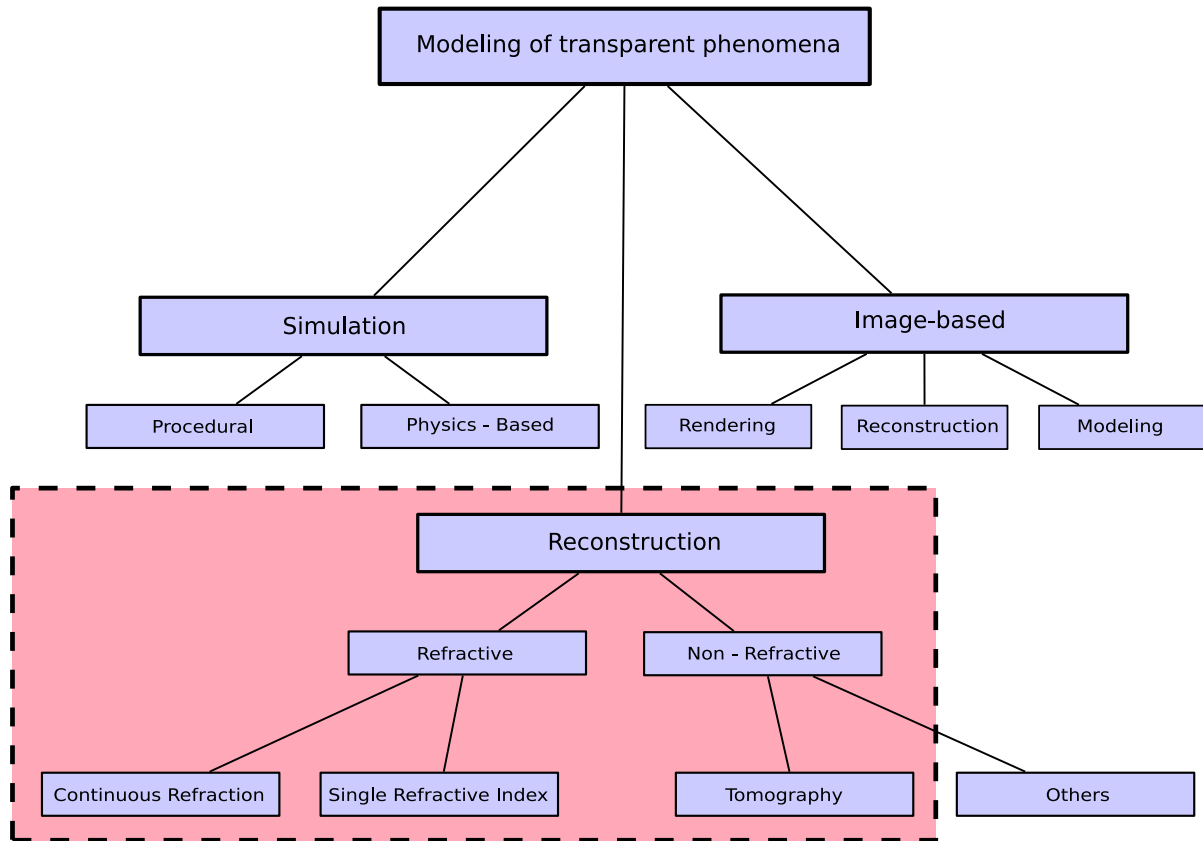 Modeling of transparent phenomena
Simulation
Image-based
Procedural
Physics - Based
Rendering
Reconstruction
Modeling
Reconstruction
Refractive
Non - Refractive
Continuous Refraction
Single Refractive Index
Tomography
Others